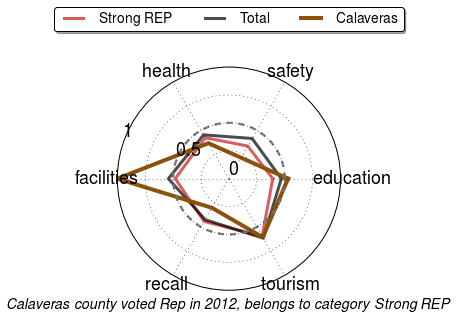 Strong REP Total Calaveras
health safety
1
0.5
0
facilities education
recall tourism
Calaveras county voted Rep in 2012, belongs to category Strong REP